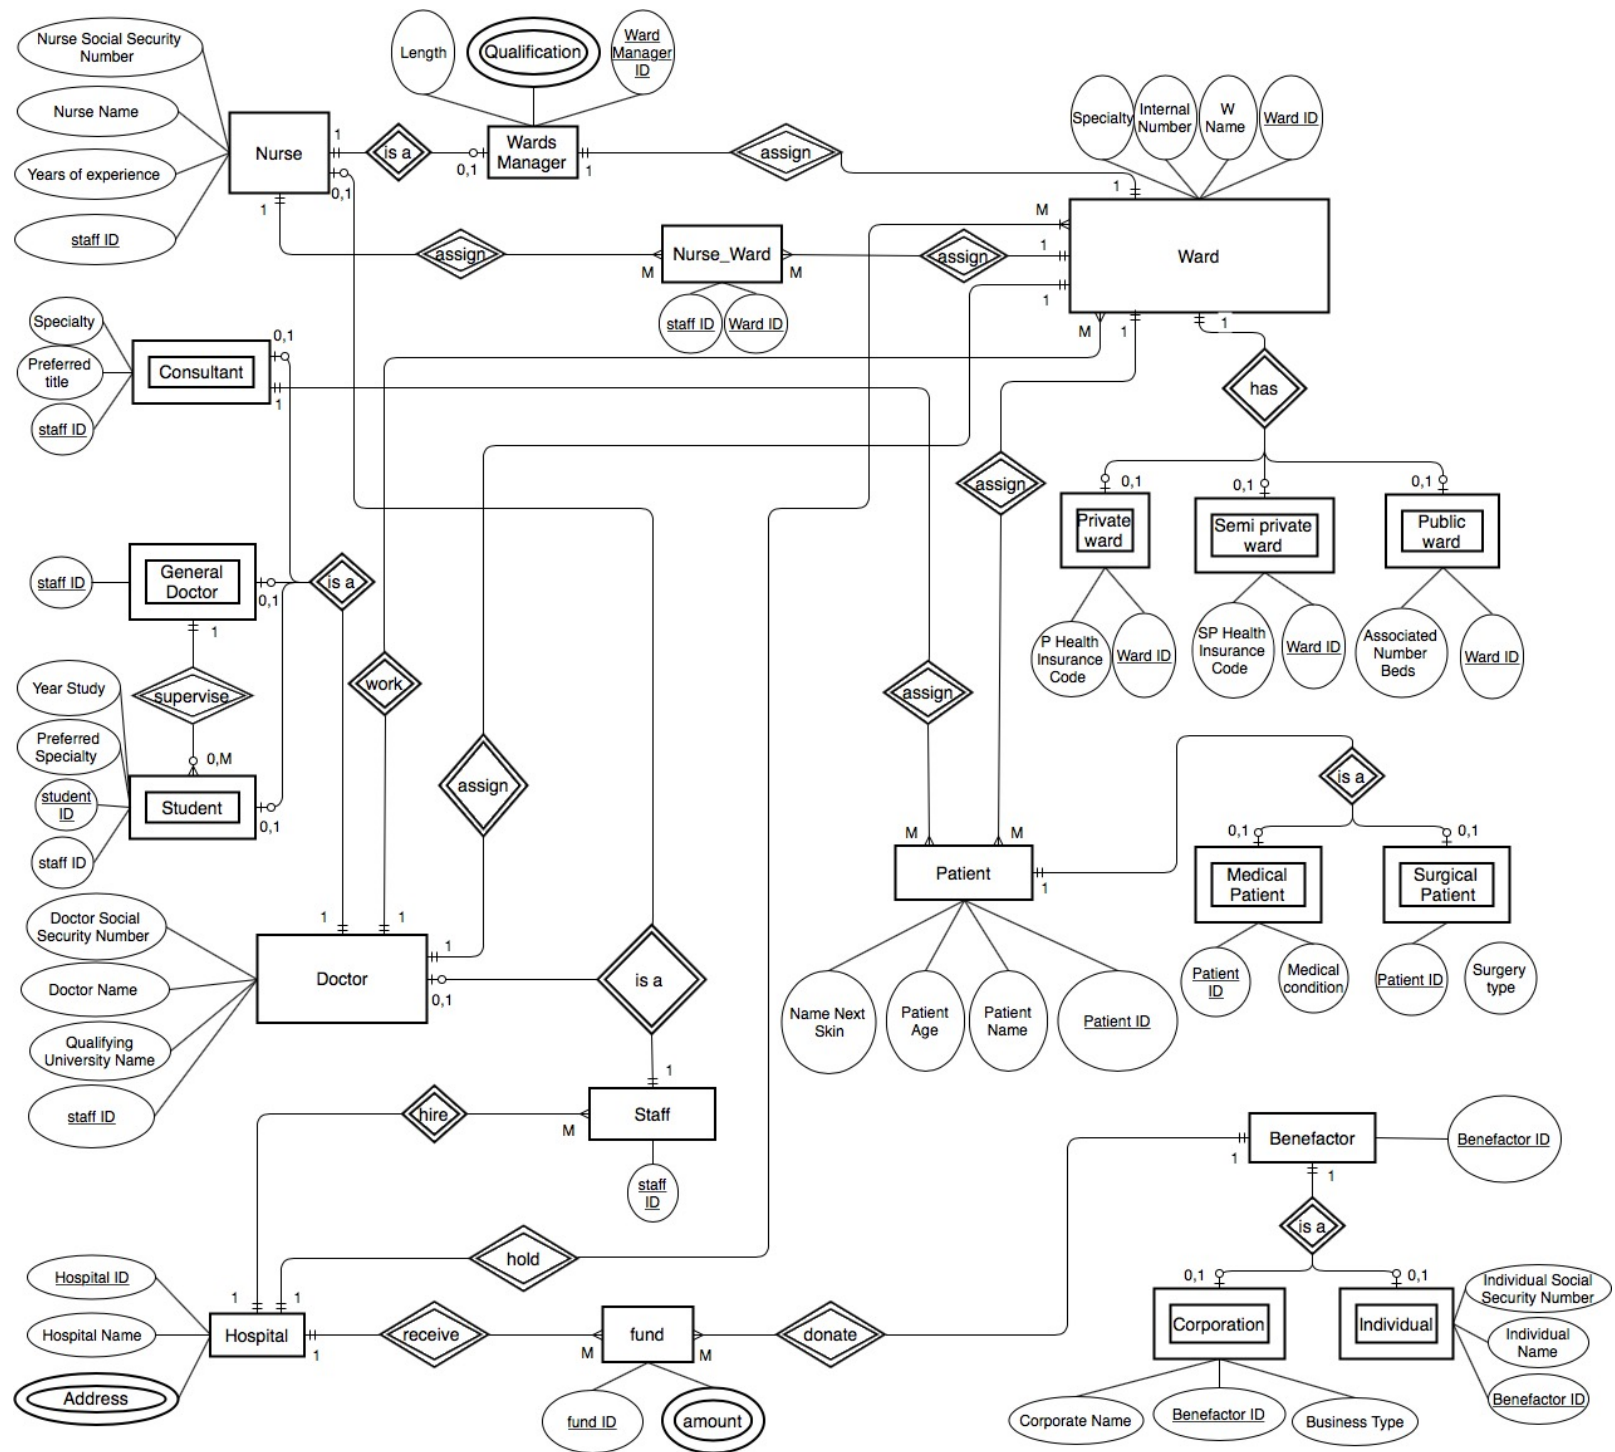 Nurse Social Security
Number
Nurse Name
Years of experience
staff ID
Nurse
1
is a
0,1
0,1
1
Length
Qualification
Ward
Manager
ID
Wards
Manager
1
assign
1
Specialty
Internal
Number
W
Name
Ward ID
Ward
M
1
1
M
1
1
assign
M
Nurse_Ward
M
assign
staff ID
Ward ID
Specialty
Preferred
title
staff ID
Consultant
0,1
1
has
0,1
0,1
0,1
Private
ward
Semi private
ward
Public
ward
P Health
Insurance
Code
Ward ID
SP Health
Insurance
Code
Ward ID
Associated
Number
Beds
Ward ID
assign
staff ID
General
Doctor
0,1
is a
1
supervise
0,M
Year Study
Preferred
Specialty
student
ID
staff ID
Student
0,1
work
assign
assign
M
M
Patient
1
is a
0,1
0,1
Medical
Patient
Surgical
Patient
Patient
ID
Medical
condition
Patient ID
Surgery
type
Name Next
Skin
Patient
Age
Patient
Name
Patient ID
Doctor Social
Security Number
Doctor Name
Qualifying
University Name
staff ID
1
1
Doctor
1
0,1
is a
1
Staff
M
hire
staff
ID
hold
Hospital ID
Hospital Name
Address
1
1
Hospital
1
receive
M
fund
M
fund ID
amount
donate
1
Benefactor
Benefactor ID
1
is a
0,1
0,1
Corporation
Individual
Individual Social
Security Number
Individual
Name
Benefactor ID
Corporate Name
Benefactor ID
Business Type